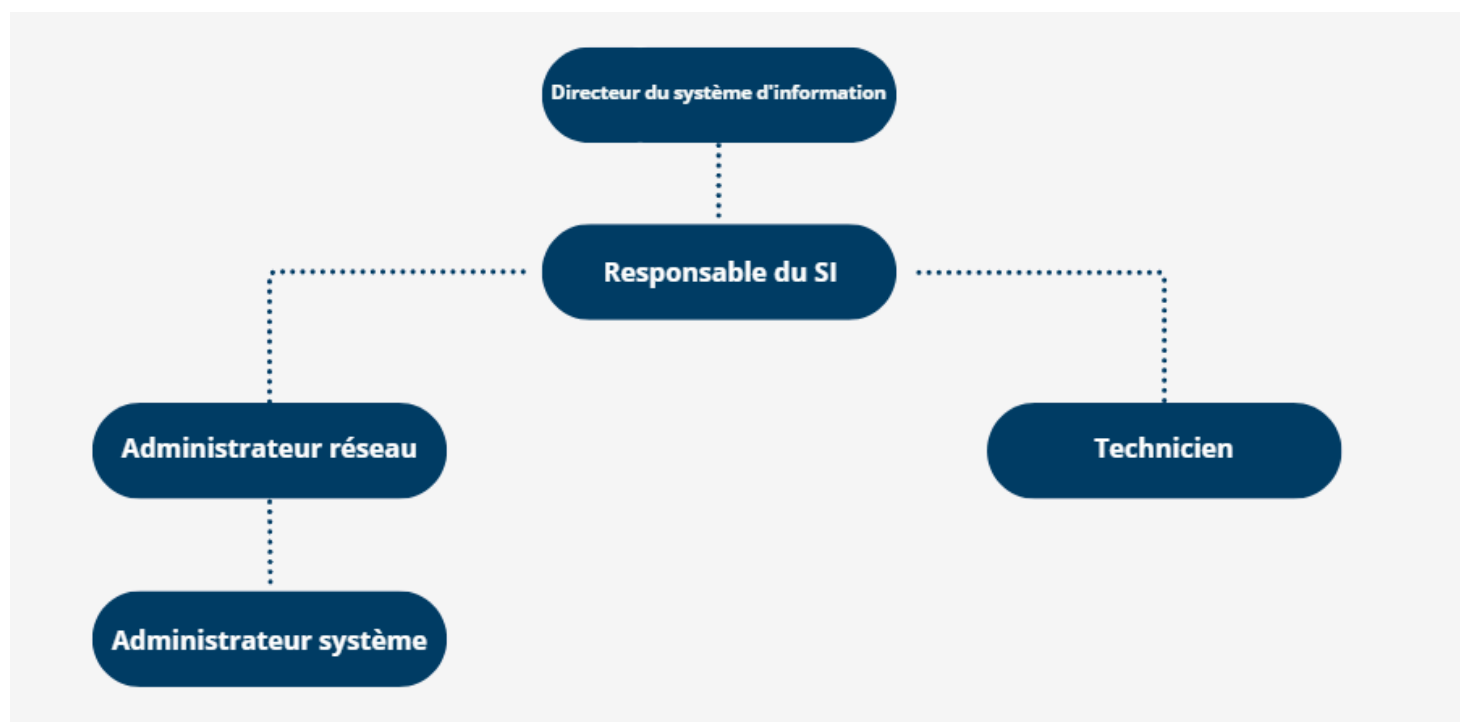 Directeur du système d'information
Responsable du SI
Administrateur réseau
Technicien
Administrateur système